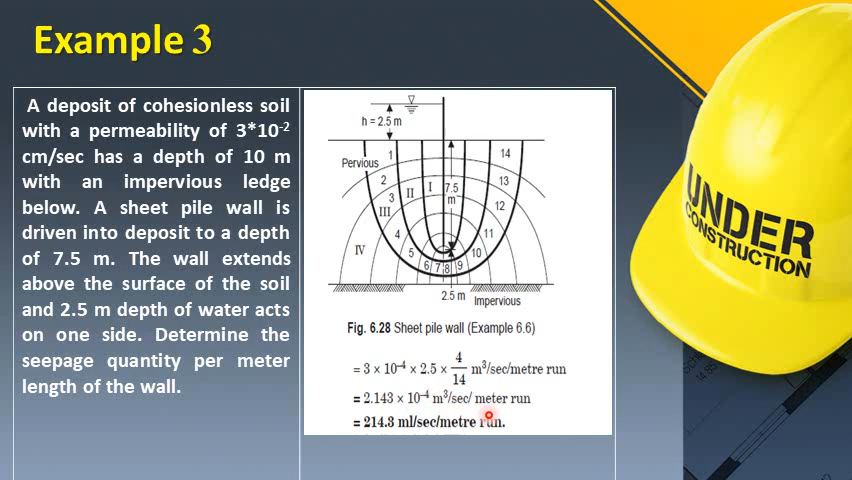 Example 3
A deposit of cohesionless soil
with a permeability of 3*10-2
cm/sec has a depth of 10 m
with an impervious ledge
below. A sheet pile wall is
driven into deposit to a depth
of 7.5 m. The wall extends
above the surface of the soil
and 2.5 m depth of water acts
on one side. Determine the
seepage quantity per meter
length of the wall.
h = 2.5 m
Pervious
1
2
3
4
5
6
7
8
9
10
11
12
13
14
I
II
III
IV
7.5
m
2.5 m
Impervious
Fig. 6.28 Sheet pile wall (Example 6.6)
= 3 × 10–4 × 2.5 × 4/14 m3/sec/metre run
= 2.143 × 10–4 m3/sec/ meter run
= 214.3 ml/sec/metre run.
UNDER
CONSTRUCTION
14.85